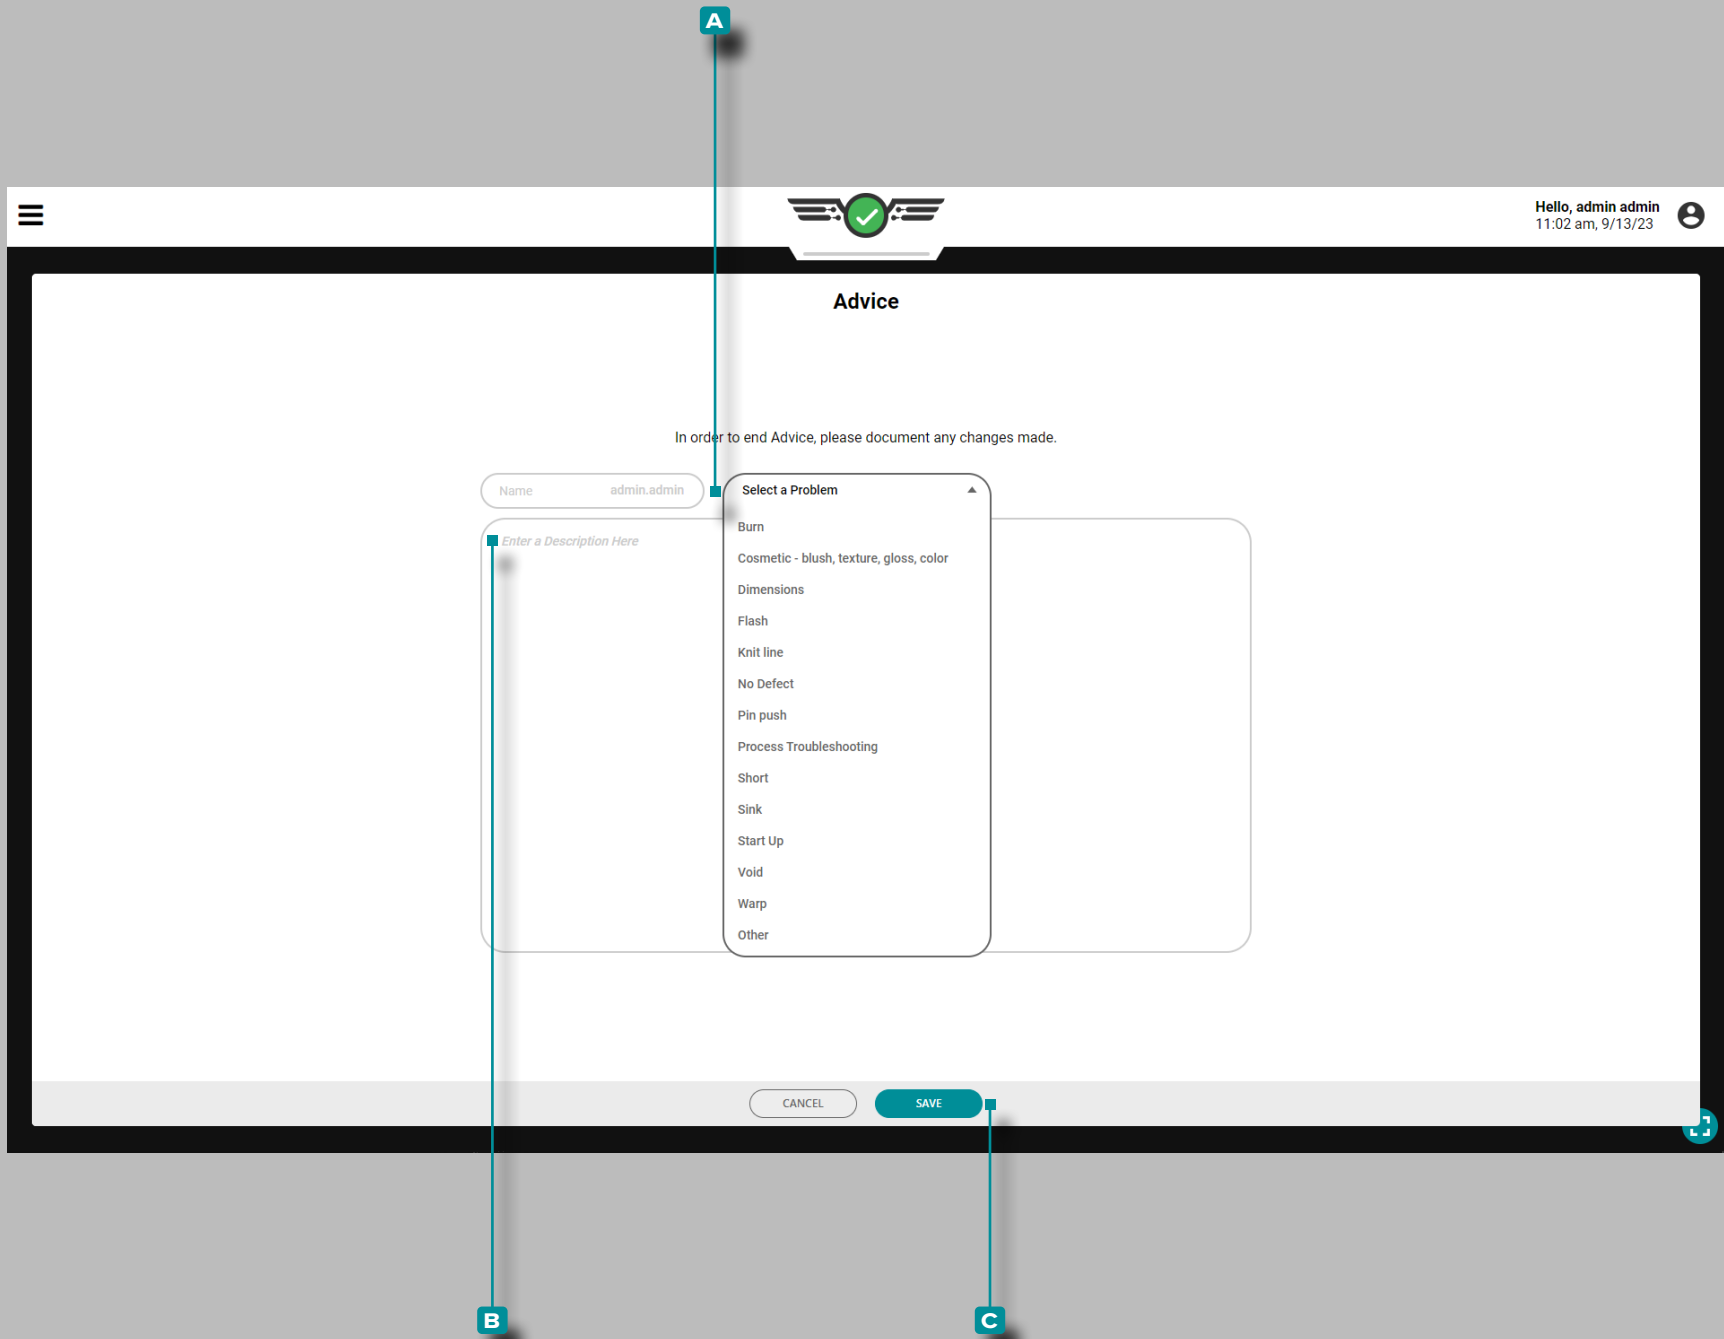 A
Hello, admin admin
11:02 am, 9/13/23
Advice
In order to end Advice, please document any changes made.
Name admin.admin
Select a Problem
Enter a Description Here
Burn
Cosmetic - blush, texture, gloss, color
Dimensions
Flash
Knit line
No Defect
Pin push
Process Troubleshooting
Short
Sink
Start Up
Void
Warp
Other
CANCEL SAVE
B C